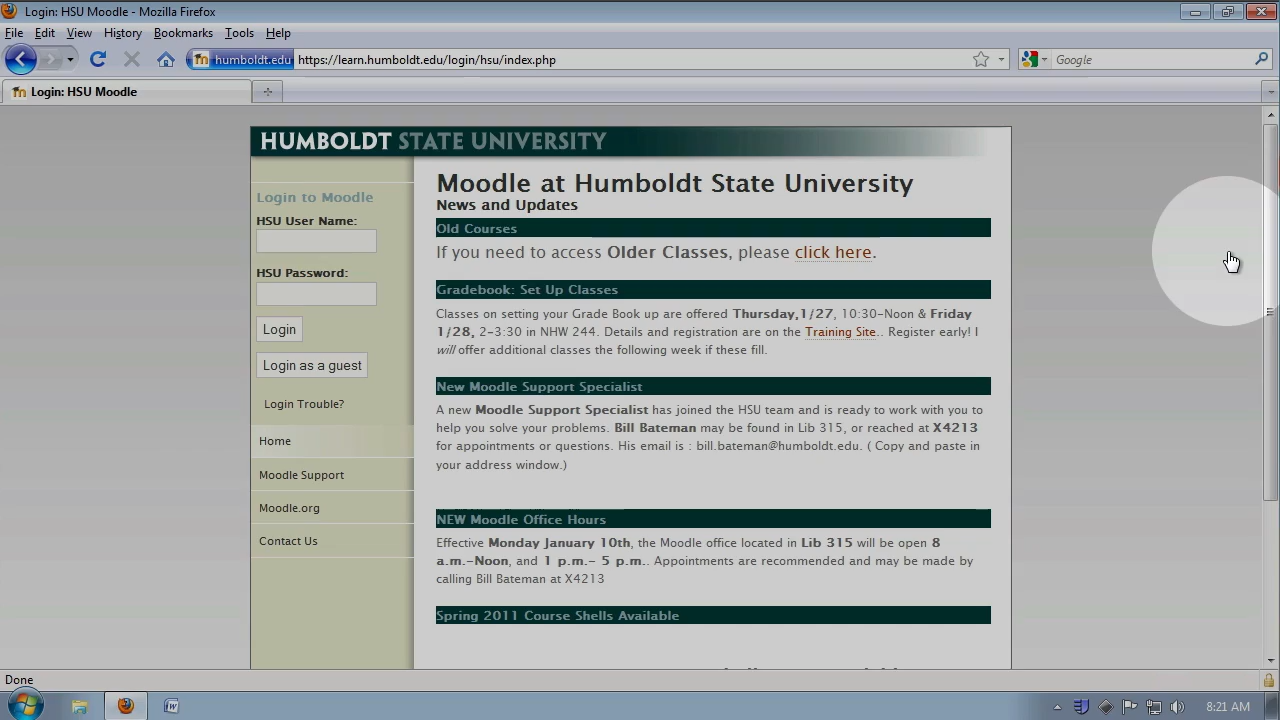 Login: HSU Moodle - Mozilla Firefox
File Edit View History Bookmarks Tools Help
humboldt.edu https://learn.humboldt.edu/login/hsu/index.php Google
Login: HSU Moodle
HUMBOLDT STATE UNIVERSITY
Login to Moodle
HSU User Name:
HSU Password:
Login
Login as a guest
Login Trouble?
Home
Moodle Support
Moodle.org
Contact Us
Moodle at Humboldt State University
News and Updates
Old Courses
If you need to access Older Classes, please click here.
Gradebook: Set Up Classes
Classes on setting your Grade Book up are offered Thursday,1/27, 10:30-Noon & Friday
1/28, 2-3:30 in NHW 244. Details and registration are on the Training Site.. Register early! I
will offer additional classes the following week if these fill.
New Moodle Support Specialist
A new Moodle Support Specialist has joined the HSU team and is ready to work with you to
help you solve your problems. Bill Bateman may be found in Lib 315, or reached at X4213
for appointments or questions. His email is : bill.bateman@humboldt.edu. ( Copy and paste in
your address window.)
NEW Moodle Office Hours
Effective Monday January 10th, the Moodle office located in Lib 315 will be open 8
a.m.-Noon, and 1 p.m.- 5 p.m.. Appointments are recommended and may be made by
calling Bill Bateman at X4213
Spring 2011 Course Shells Available
Done
8:21 AM